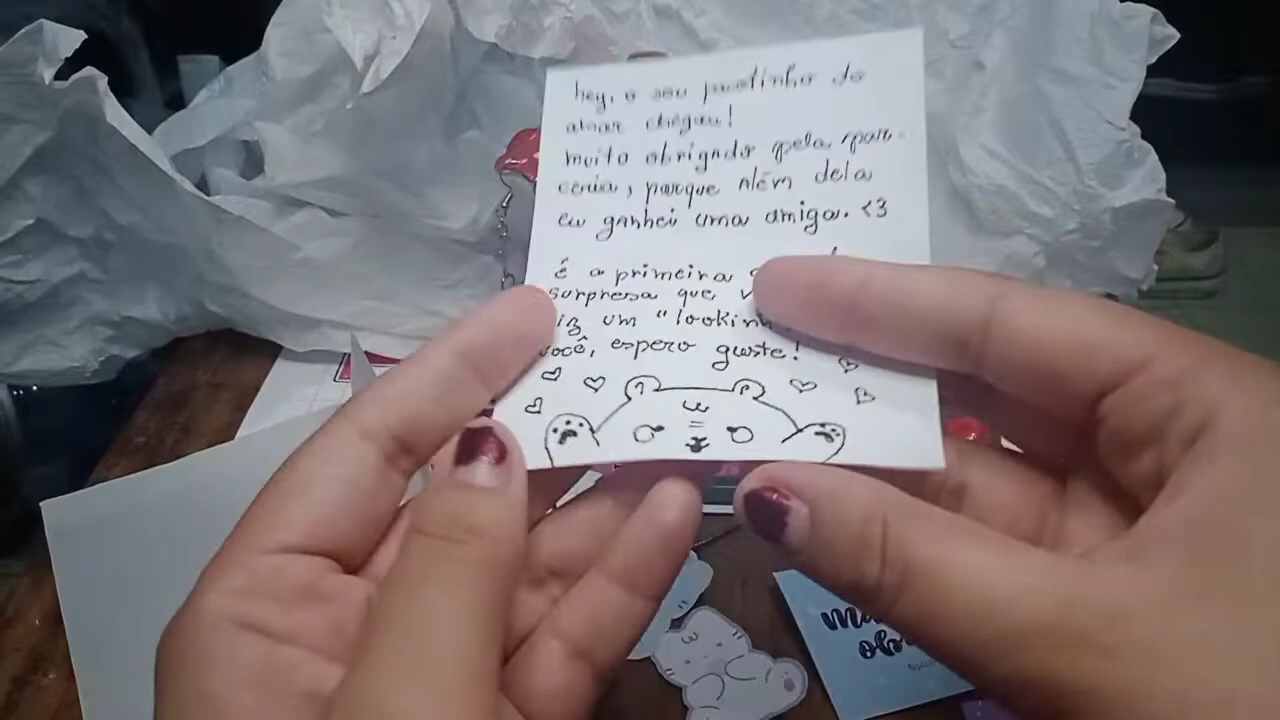 hey, o seu pacotinho do
amor chegou!
muito obrigado pela par-
ceria, porque além dela
eu ganhei uma amiga. <3
é a primeira
surpresa que
um "lookin
você, espero goste!